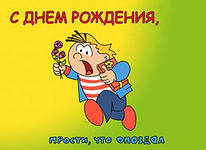 С ДНЕМ РОЖДЕНИЯ,
ПРОСТИ, ЧТО ОПОЗДАЛ